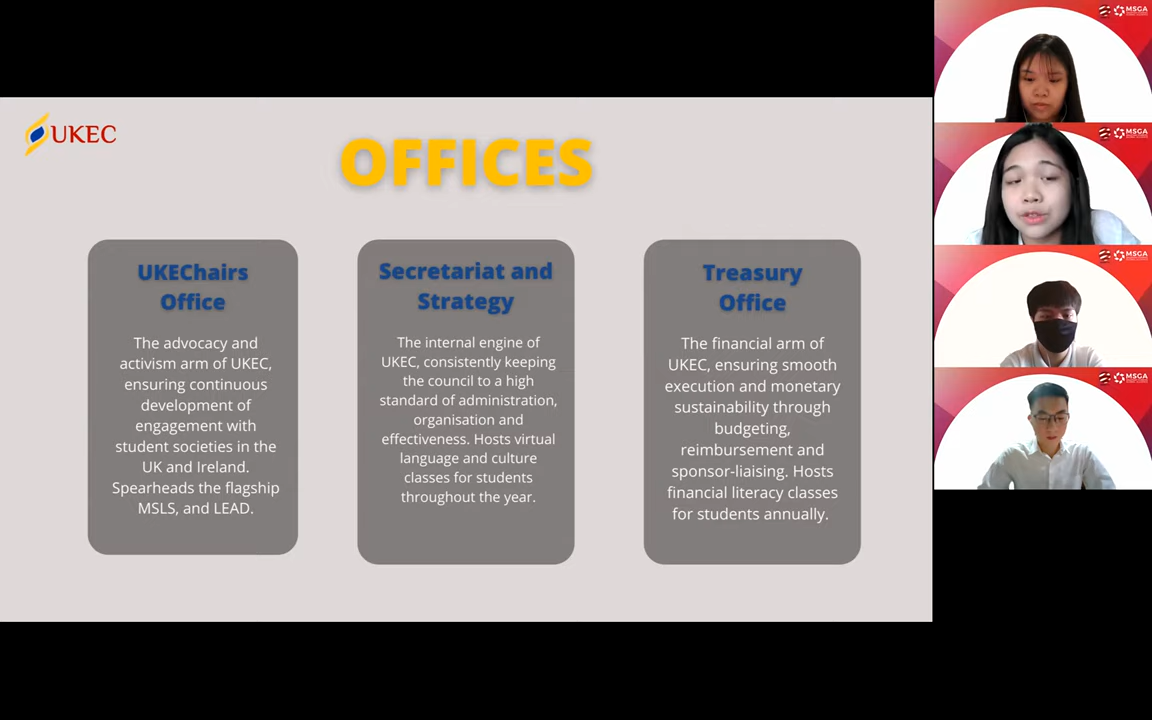 UKEC
OFFICES
UKEChairs
Office
The advocacy and
activism arm of UKEC,
ensuring continuous
development of
engagement with
student societies in the
UK and Ireland.
Spearheads the flagship
MSLS, and LEAD.
Secretariat and
Strategy
The internal engine of
UKEC, consistently keeping
the council to a high
standard of administration,
organisation and
effectiveness. Hosts virtual
language and culture
classes for students
throughout the year.
Treasury
Office
The financial arm of
UKEC, ensuring smooth
execution and monetary
sustainability through
budgeting,
reimbursement and
sponsor-liaising. Hosts
financial literacy classes
for students annually.
MSGA
MSGA
MSGA
MSGA